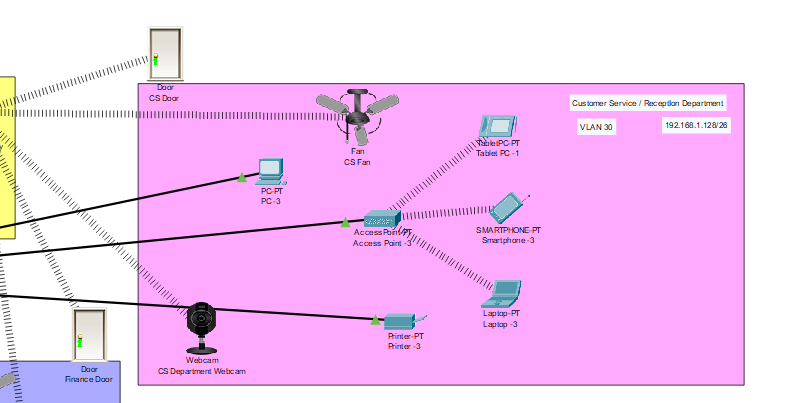 Door
CS Door
Customer Service / Reception Department
VLAN 30
192.168.1.128/26
Fan
CS Fan
TabletPC-PT
Tablet PC -1
PC-PT
PC-3
AccessPoint-PT
Access Point -3
SMARTPHONE-PT
Smartphone -3
Laptop-PT
Laptop -3
Printer-PT
Printer -3
Webcam
CS Department Webcam
Door
Finance Door